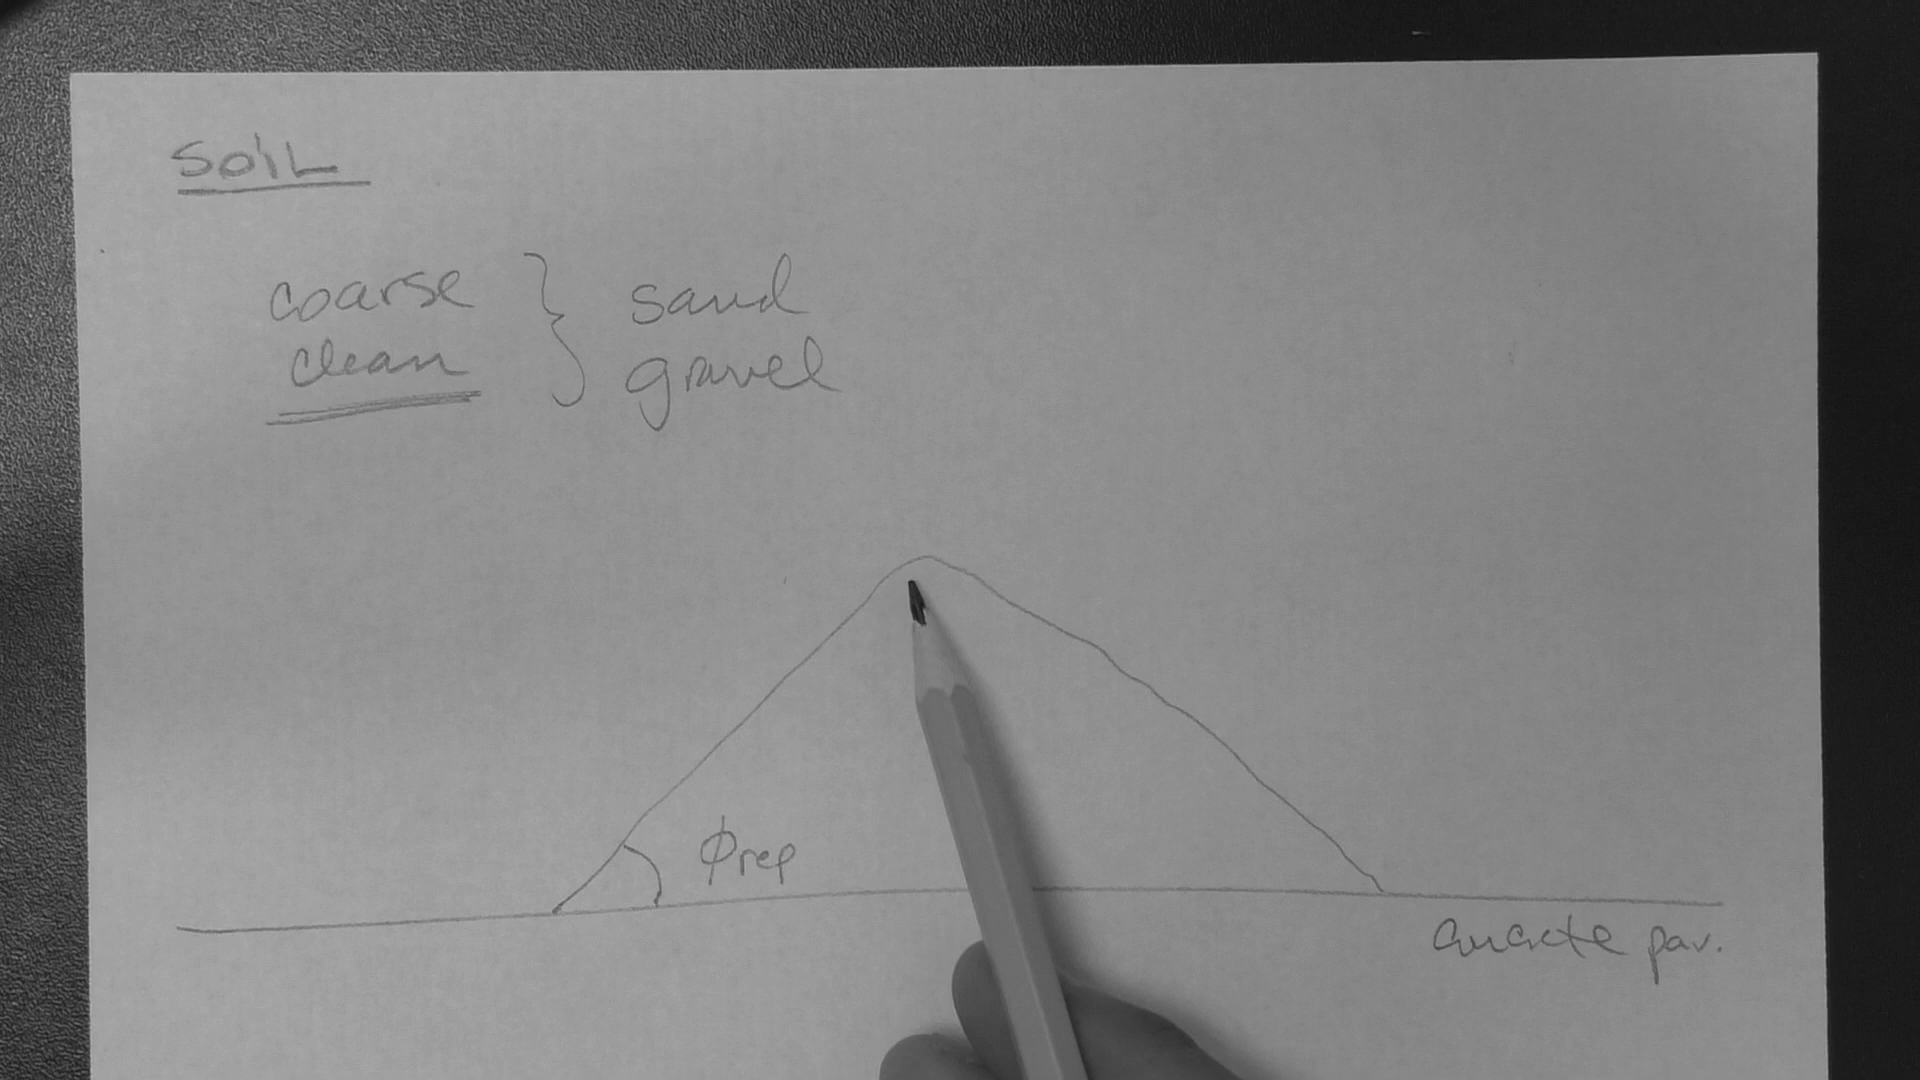 SOIL
coarse } sand
clean } gravel
ϕrep
concrete pav.